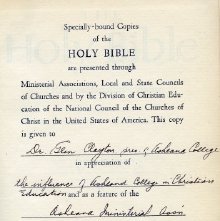 Specially-bound Copies
of the
HOLY BIBLE
are presented through
Ministerial Associations, Local and State Councils
of Churches and by the Division of Christian Edu-
cation of the National Council of the Churches of
Christ in the United States of America. This copy
is given to
Dr. Glen Clayton pres of Ashland College
in appreciation of
the influence of Ashland College in Christian
Education and as a feature of the
Ashland Ministerial Assn